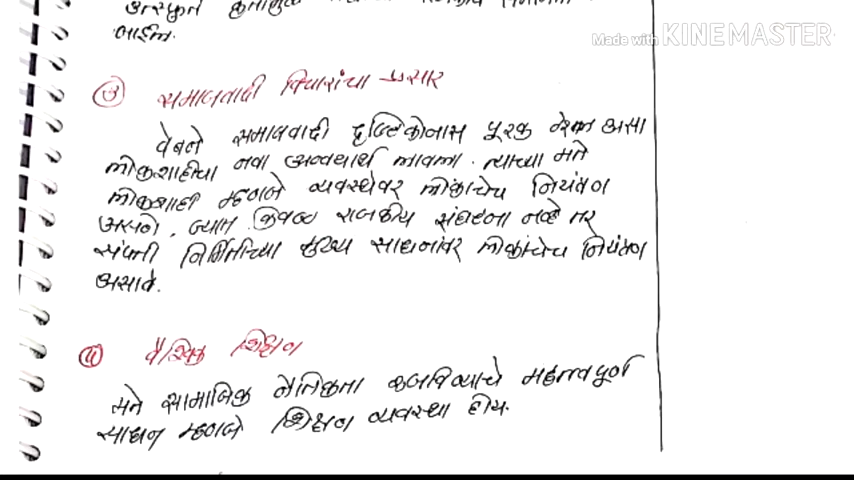 Made with KINEMASTER
जाईल.
③ समाजवादी विचारांचा प्रसार
वेबने समाजवादी दृष्टिकोनास पूरक असा
लोकशाहीचा नवा अन्वयार्थ लावला. त्याच्या मते
लोकशाही म्हणजे व्यवस्थेवर लोकांचेच नियंत्रण
असणे. ज्यात केवळ राजकीय संघटना नव्हे तर
संपत्ती निर्मितीच्या मुख्य साधनांवर लोकांचेच नियंत्रण
असावे.
④ वैश्विक शिक्षण
मते सामाजिक नैतिकता रुजविण्याचे महत्त्वपूर्ण
साधन म्हणजे शिक्षण व्यवस्था होय.